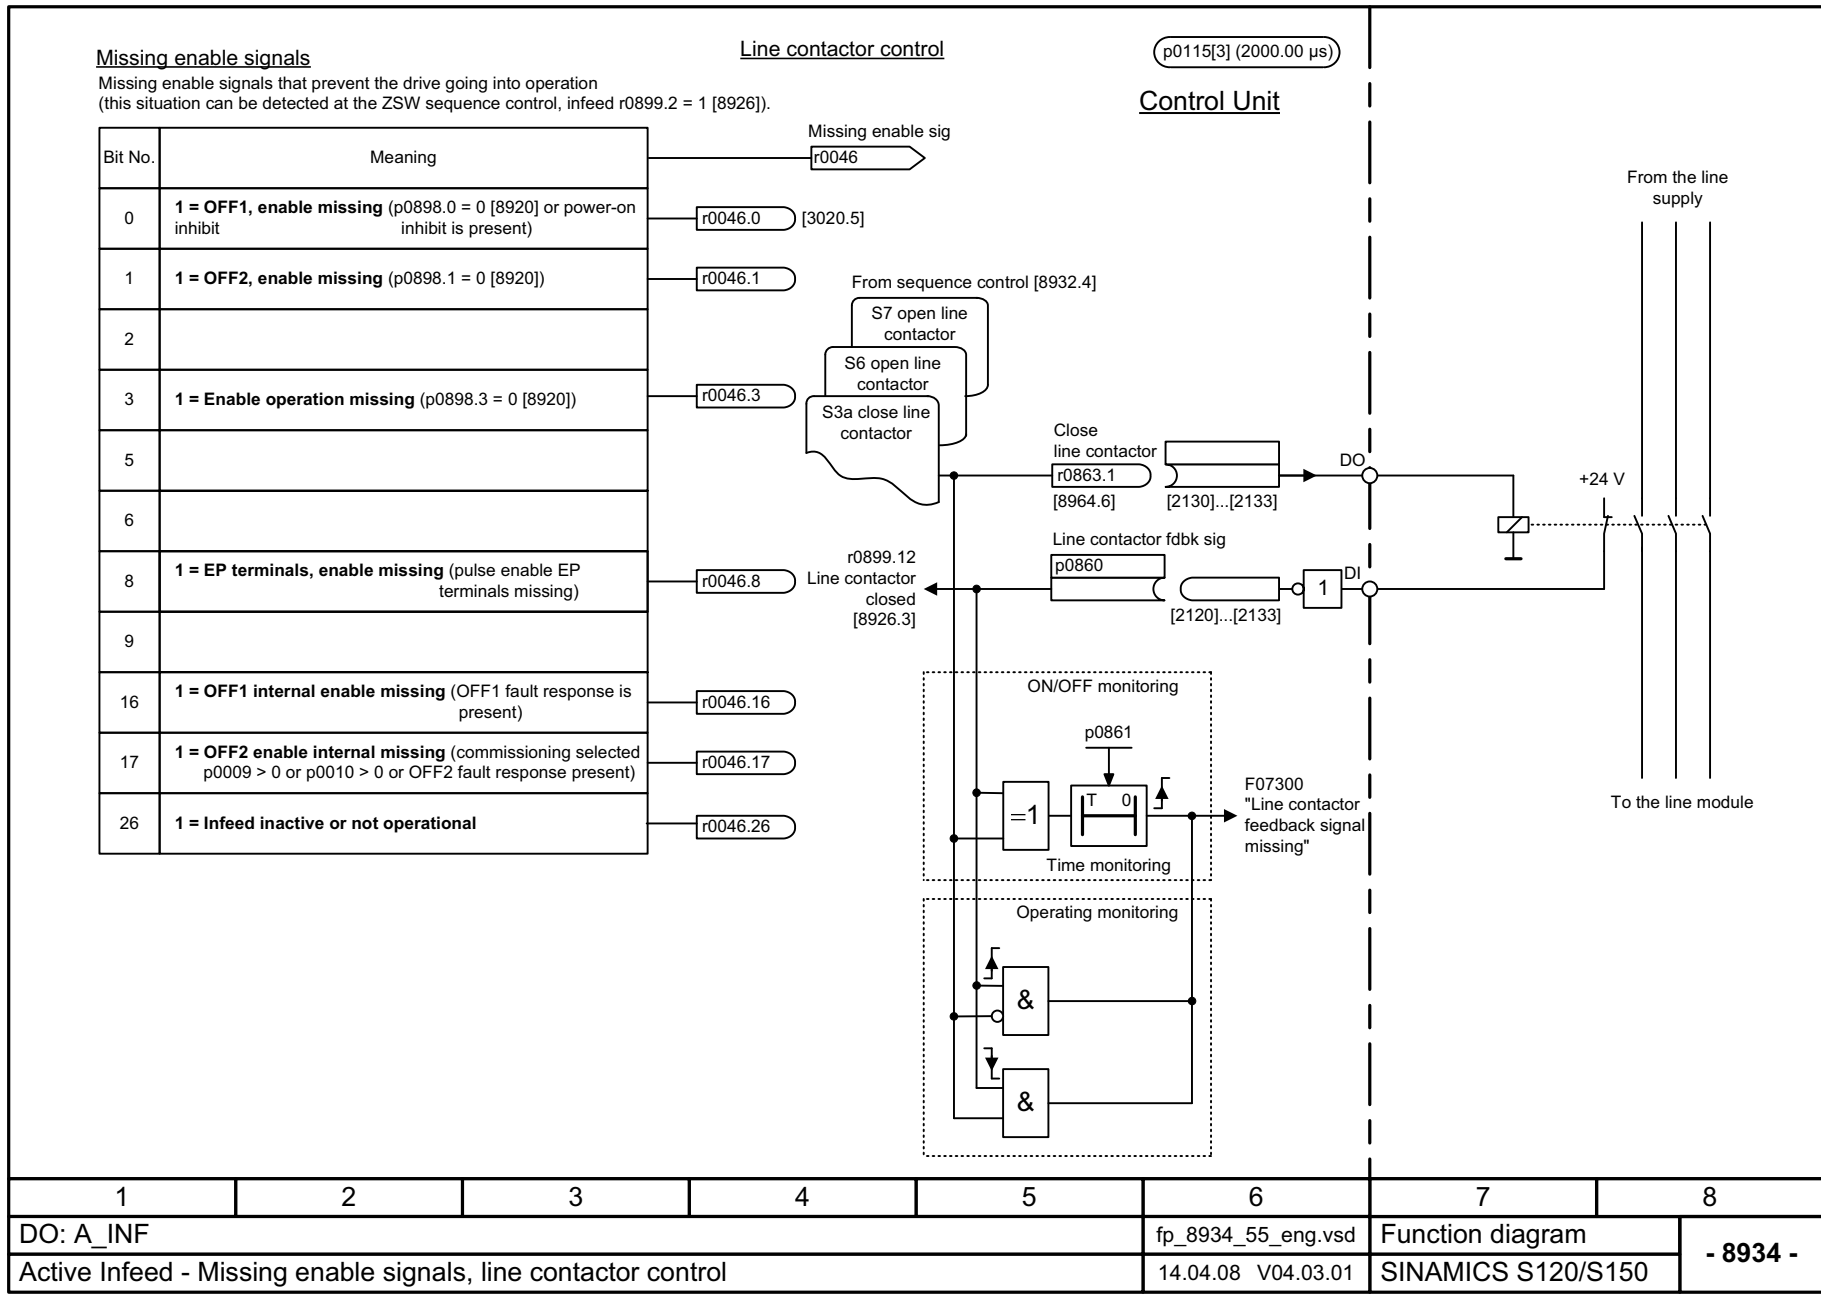 Missing enable signals
Missing enable signals that prevent the drive going into operation
(this situation can be detected at the ZSW sequence control, infeed r0899.2 = 1 [8926]).
Line contactor control
p0115[3] (2000.00 µs)
Control Unit
Bit No.
Meaning
Missing enable sig
r0046
0
1 = OFF1, enable missing (p0898.0 = 0 [8920] or power-on
inhibit inhibit is present)
r0046.0
[3020.5]
1
1 = OFF2, enable missing (p0898.1 = 0 [8920])
r0046.1
2
3
1 = Enable operation missing (p0898.3 = 0 [8920])
r0046.3
5
6
8
1 = EP terminals, enable missing (pulse enable EP
terminals missing)
r0046.8
9
16
1 = OFF1 internal enable missing (OFF1 fault response is
present)
r0046.16
17
1 = OFF2 enable internal missing (commissioning selected
p0009 > 0 or p0010 > 0 or OFF2 fault response present)
r0046.17
26
1 = Infeed inactive or not operational
r0046.26
From sequence control [8932.4]
S7 open line
contactor
S6 open line
contactor
S3a close line
contactor
Close
line contactor
r0863.1
[8964.6]
[2130]...[2133]
DO
r0899.12
Line contactor
closed
[8926.3]
Line contactor fdbk sig
p0860
[2120]...[2133]
1
DI
From the line
supply
+24 V
To the line module
ON/OFF monitoring
p0861
=1
T 0
Time monitoring
F07300
"Line contactor
feedback signal
missing"
Operating monitoring
&
&
1 2 3 4 5 6 7 8
DO: A_INF
fp_8934_55_eng.vsd
Function diagram
- 8934 -
Active Infeed - Missing enable signals, line contactor control
14.04.08 V04.03.01
SINAMICS S120/S150